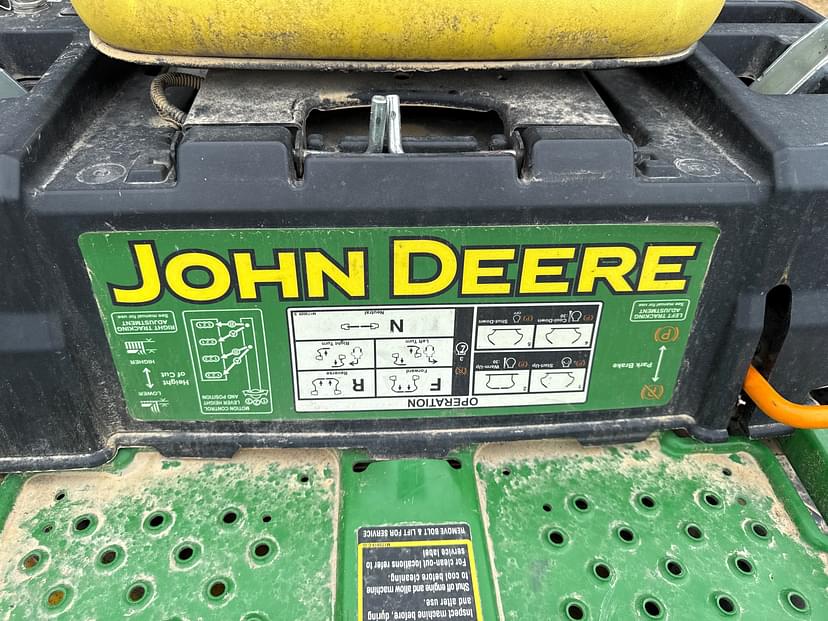 JOHN DEERE
OPERATION
F
Forward
R
Reverse
Left Turn
Right Turn
N
Neutral
Start-Up
Warm-Up
Cool-Down
Shut-Down
MOTION CONTROL
LEVER HEIGHT
AND POSITION
Height
of Cut
LOWER
HIGHER
RIGHT TRACKING
ADJUSTMENT
See manual for use
LEFT TRACKING
ADJUSTMENT
See manual for use
Park Brake
(P)
Inspect machine before, during
and after use.
Shut off engine and allow machine
to cool before cleaning.
For clean-out locations refer to
service label
REMOVE BOLT & LIFT FOR SERVICE